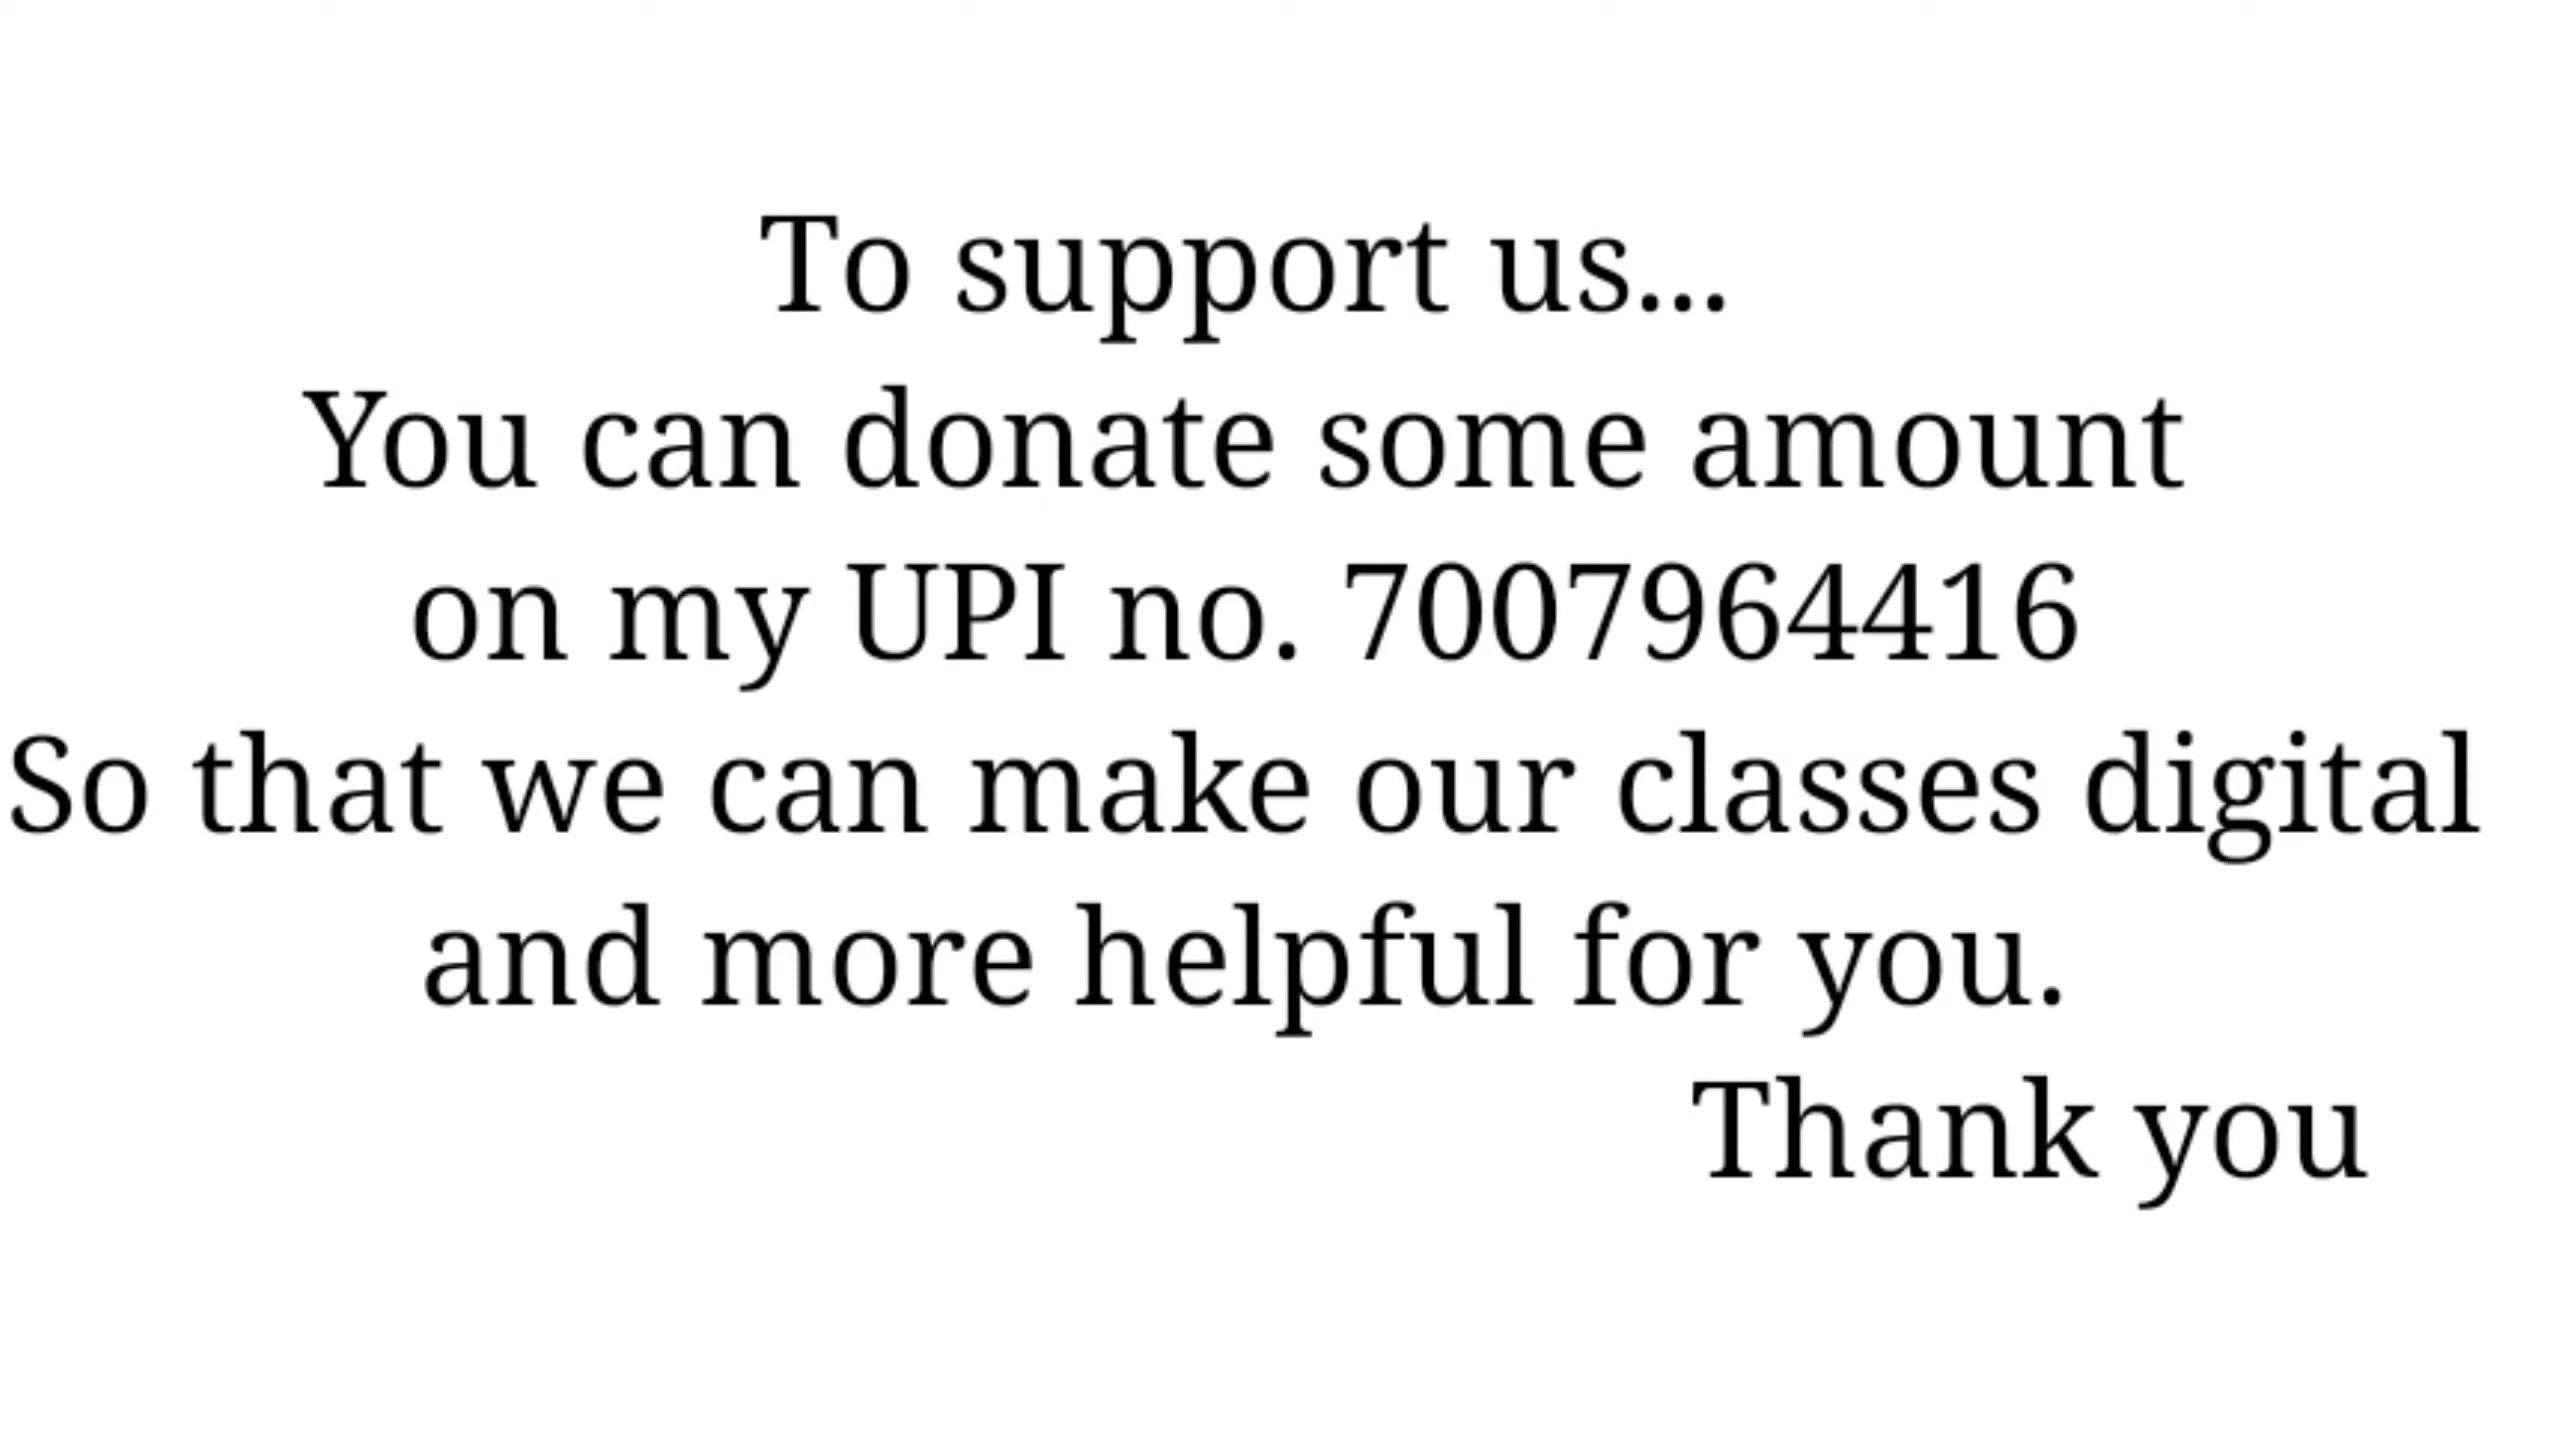 To support us...
You can donate some amount
on my UPI no. 7007964416
So that we can make our classes digital
and more helpful for you.
Thank you